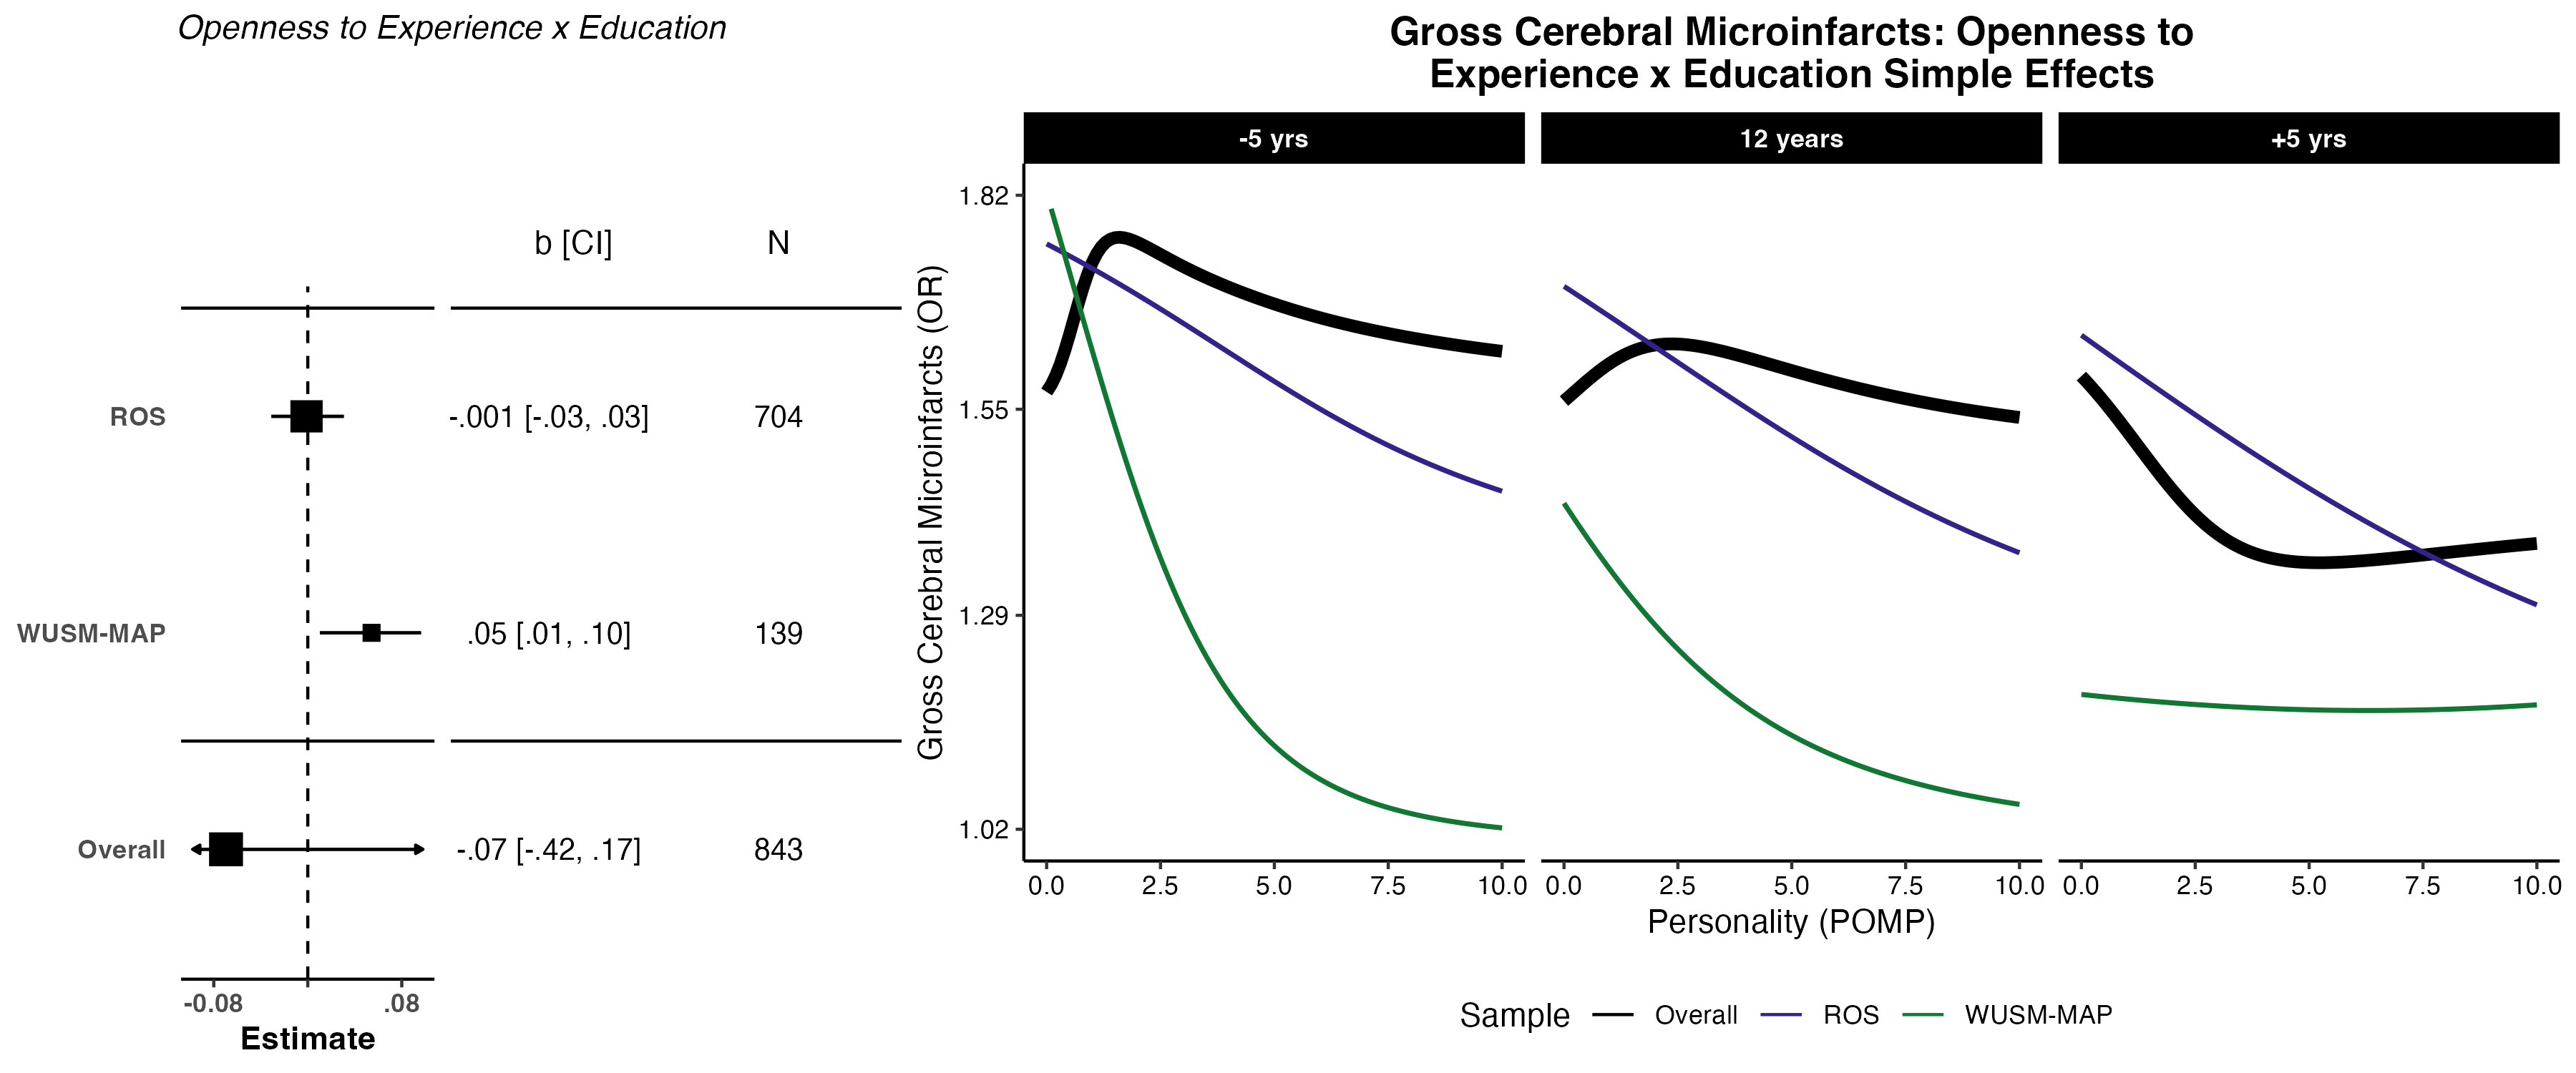 Openness to Experience x Education
b [CI] N
ROS -.001 [-.03, .03] 704
WUSM-MAP .05 [.01, .10] 139
Overall -.07 [-.42, .17] 843
-0.08 .08
Estimate
Gross Cerebral Microinfarcts: Openness to
Experience x Education Simple Effects
-5 yrs 12 years +5 yrs
Gross Cerebral Microinfarcts (OR)
1.82
1.55
1.29
1.02
0.0 2.5 5.0 7.5 10.0 0.0 2.5 5.0 7.5 10.0 0.0 2.5 5.0 7.5 10.0
Personality (POMP)
Sample Overall ROS WUSM-MAP